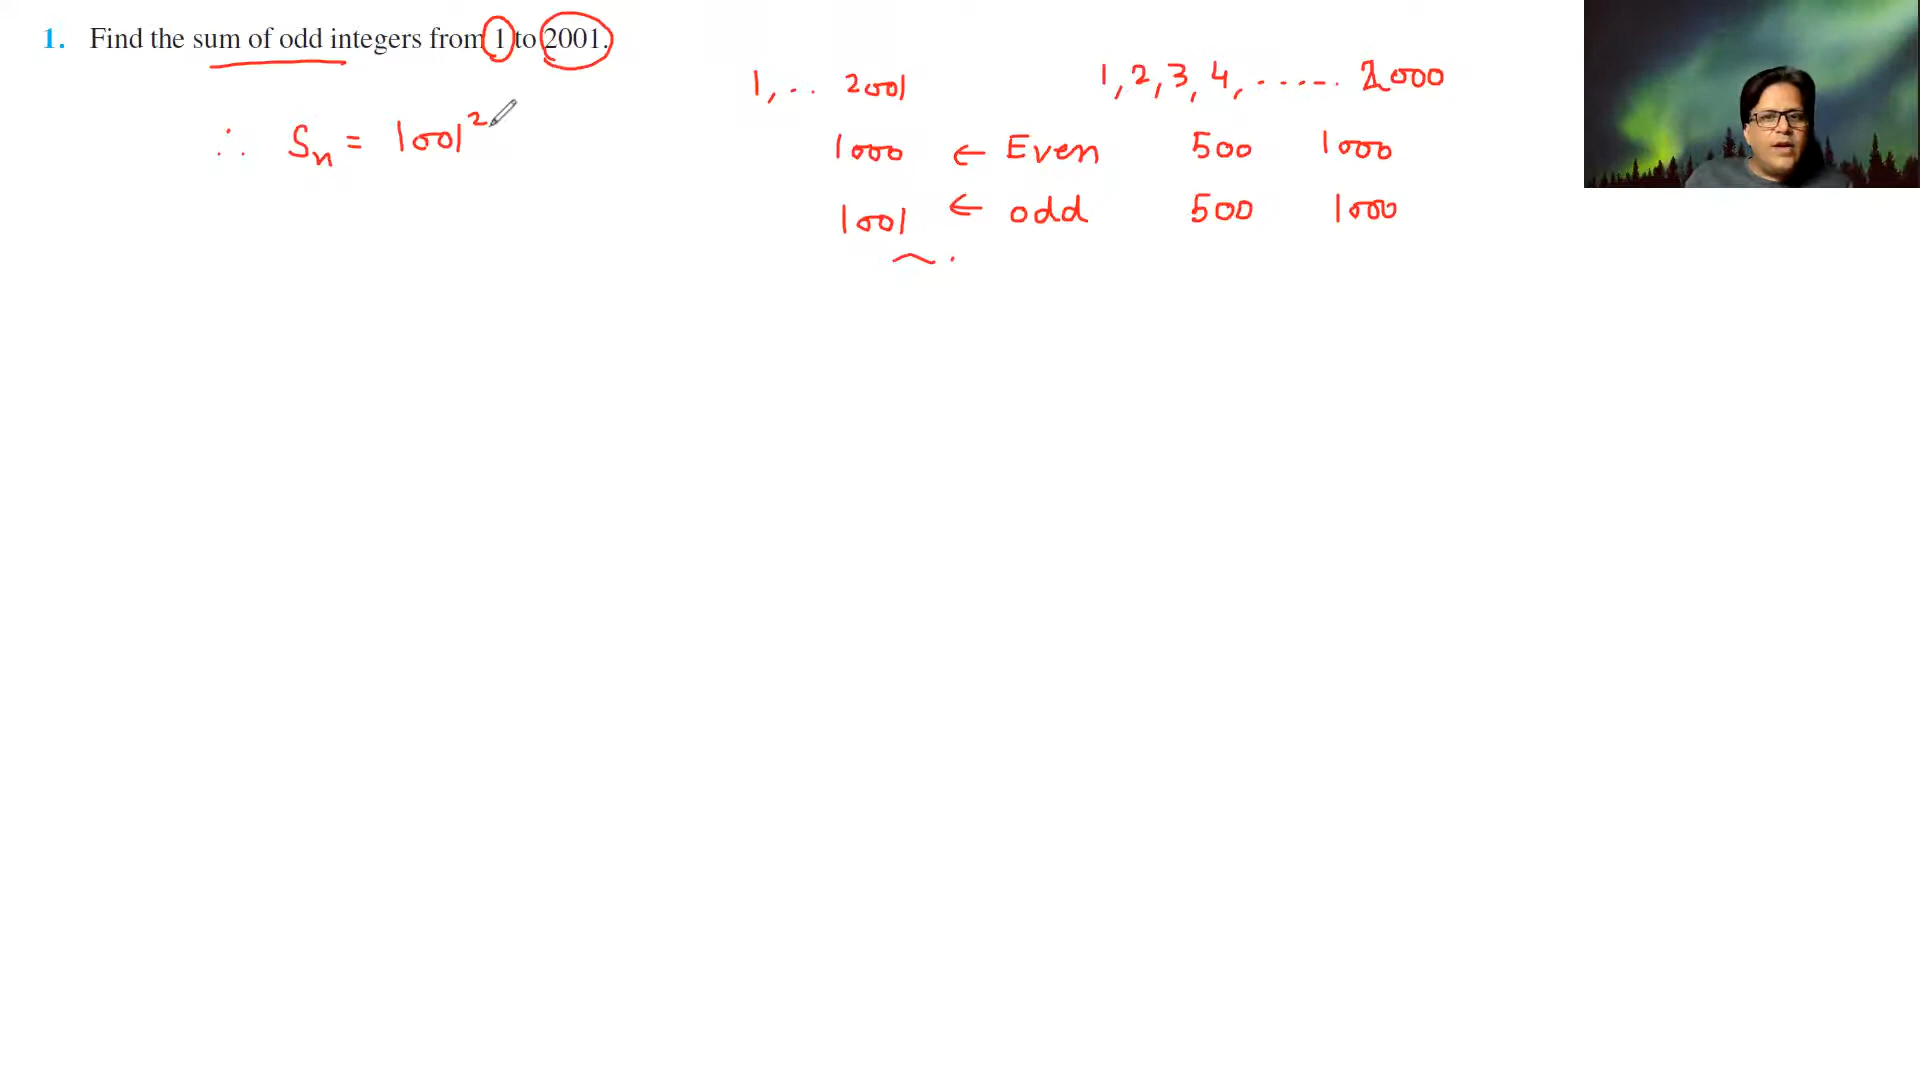 1. Find the sum of odd integers from 1 to 2001.
∴ Sn = 1001²
1, .. 2001
1000 ← Even
1001 ← odd
1, 2, 3, 4, ...... 2000
500 1000
500 1000